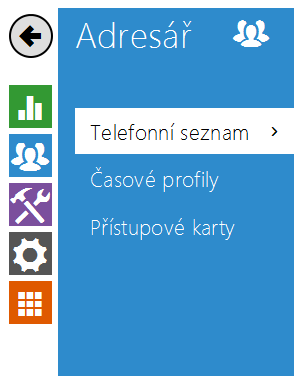 Adresář
Telefonní seznam
Časové profily
Přístupové karty